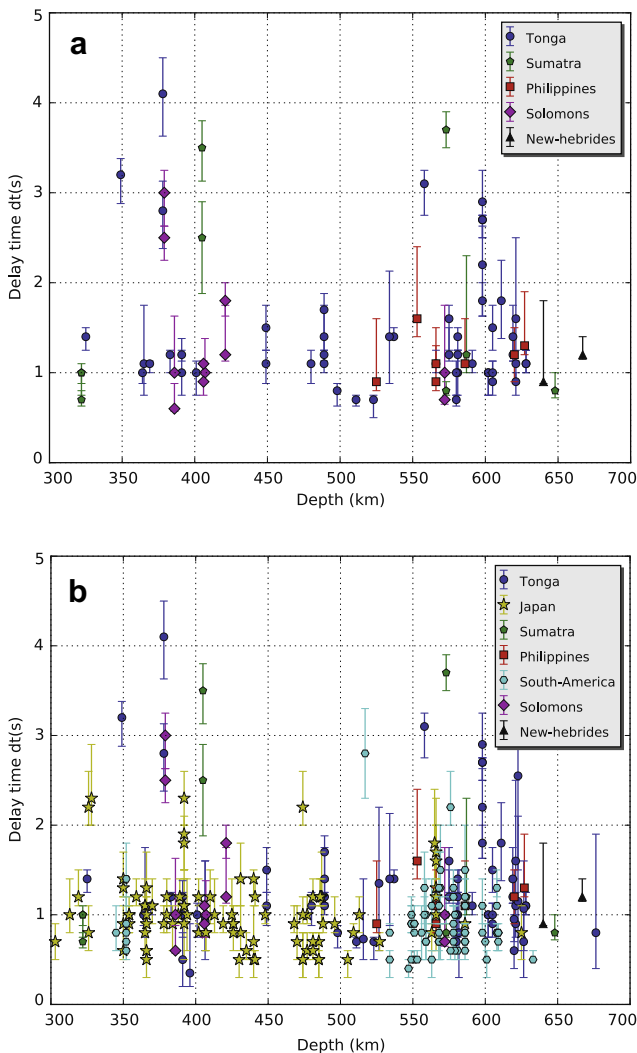 a
5
4
3
2
1
0
Delay time dt(s)
300 350 400 450 500 550 600 650 700
Depth (km)
Tonga
Sumatra
Philippines
Solomons
New-hebrides
b
5
4
3
2
1
0
Delay time dt(s)
300 350 400 450 500 550 600 650 700
Depth (km)
Tonga
Japan
Sumatra
Philippines
South-America
Solomons
New-hebrides